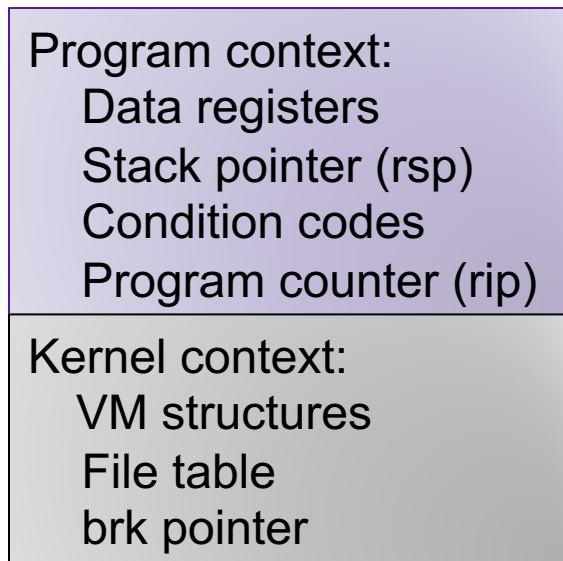 Program context:
Data registers
Stack pointer (rsp)
Condition codes
Program counter (rip)
Kernel context:
VM structures
File table
brk pointer